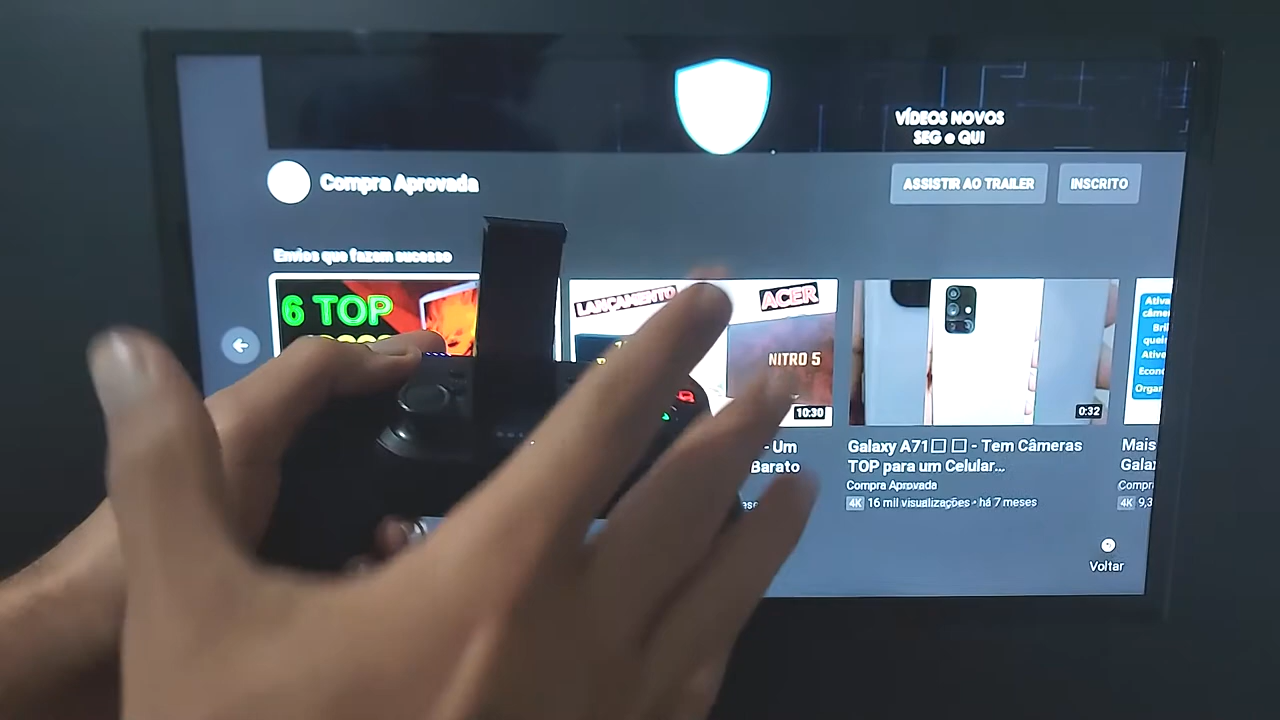 VÍDEOS NOVOS
SEG e QUI
Compra Aprovada
ASSISTIR AO TRAILER
INSCRITO
Envios que fazem sucesso
6 TOP
LANÇAMENTO
ACER
NITRO 5
10:30
0:32
- Um
Barato
Galaxy A71□ □ - Tem Câmeras
TOP para um Celular...
Compra Aprovada
4K 16 mil visualizações • há 7 meses
Mais
4K 9,3
Voltar